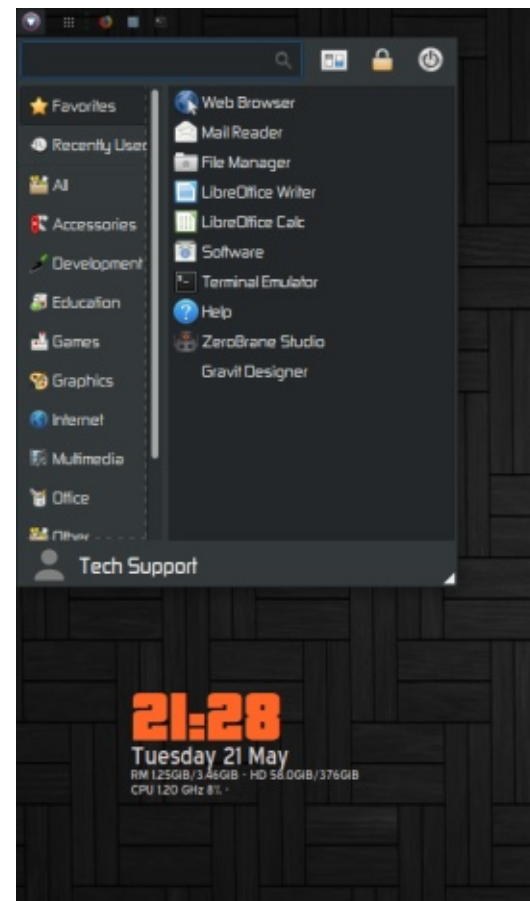 Favorites
Recently Used
All
Accessories
Development
Education
Games
Graphics
Internet
Multimedia
Office
Other
Web Browser
Mail Reader
File Manager
LibreOffice Writer
LibreOffice Calc
Software
Terminal Emulator
Help
ZeroBrane Studio
Gravit Designer
Tech Support
21:28
Tuesday 21 May
RM 1.25GiB/3.46GiB - HD 58.0GiB/376GiB
CPU 1.20 GHz 8% -